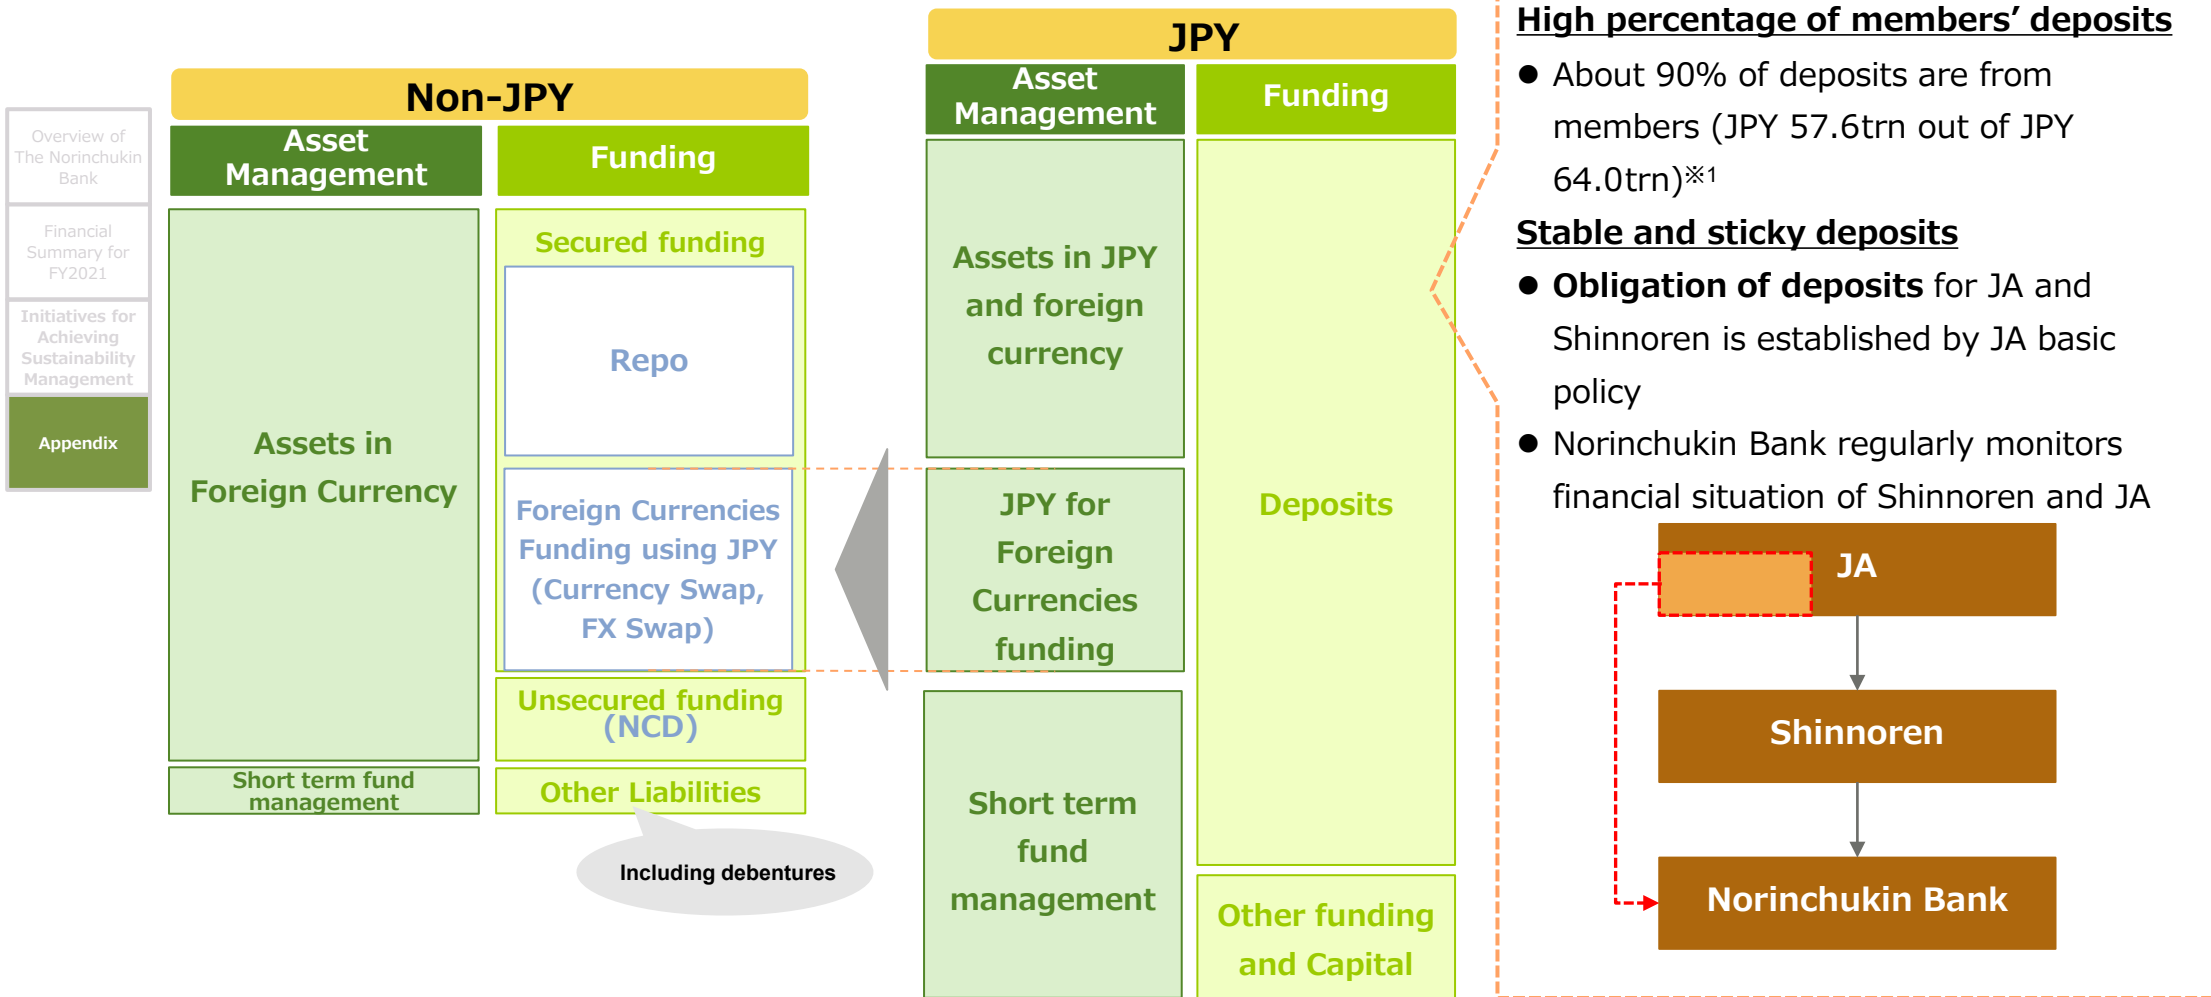 Overview of
The Norinchukin
Bank
Financial
Summary for
FY2021
Initiatives for
Achieving
Sustainability
Management
Appendix
Non-JPY
Asset
Management
Funding
Assets in
Foreign Currency
Short term fund
management
Secured funding
Repo
Foreign Currencies
Funding using JPY
(Currency Swap,
FX Swap)
Unsecured funding
(NCD)
Other Liabilities
Including debentures
JPY
Asset
Management
Funding
Assets in JPY
and foreign
currency
JPY for
Foreign
Currencies
funding
Short term
fund
management
Deposits
Other funding
and Capital
High percentage of members’ deposits
● About 90% of deposits are from
members (JPY 57.6trn out of JPY
64.0trn)※1
Stable and sticky deposits
● Obligation of deposits for JA and
Shinnoren is established by JA basic
policy
● Norinchukin Bank regularly monitors
financial situation of Shinnoren and JA
JA
Shinnoren
Norinchukin Bank